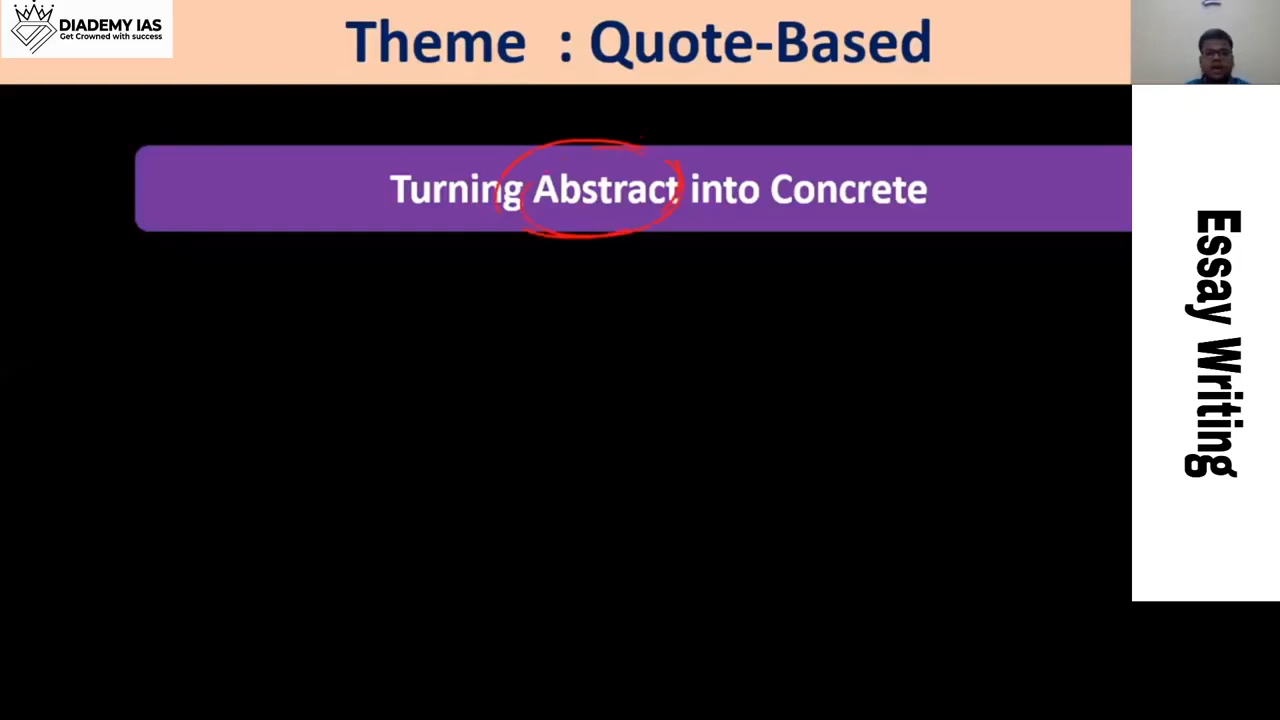 DIADEMY IAS
Get Crowned with success
Theme : Quote-Based
Turning Abstract into Concrete
Essay Writing